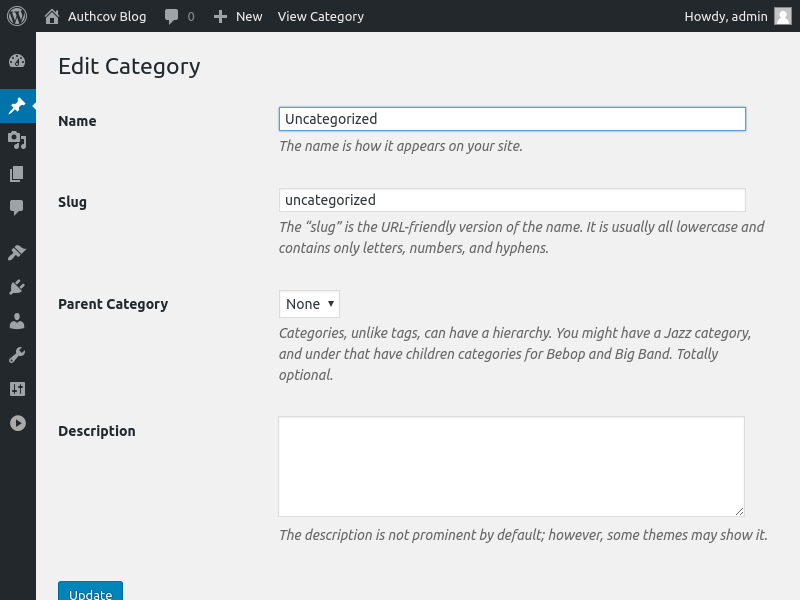 Authcov Blog 0 New View Category Howdy, admin
Edit Category
Name
Uncategorized
The name is how it appears on your site.
Slug
uncategorized
The “slug” is the URL-friendly version of the name. It is usually all lowercase and
contains only letters, numbers, and hyphens.
Parent Category
None
Categories, unlike tags, can have a hierarchy. You might have a Jazz category,
and under that have children categories for Bebop and Big Band. Totally
optional.
Description
The description is not prominent by default; however, some themes may show it.
Update